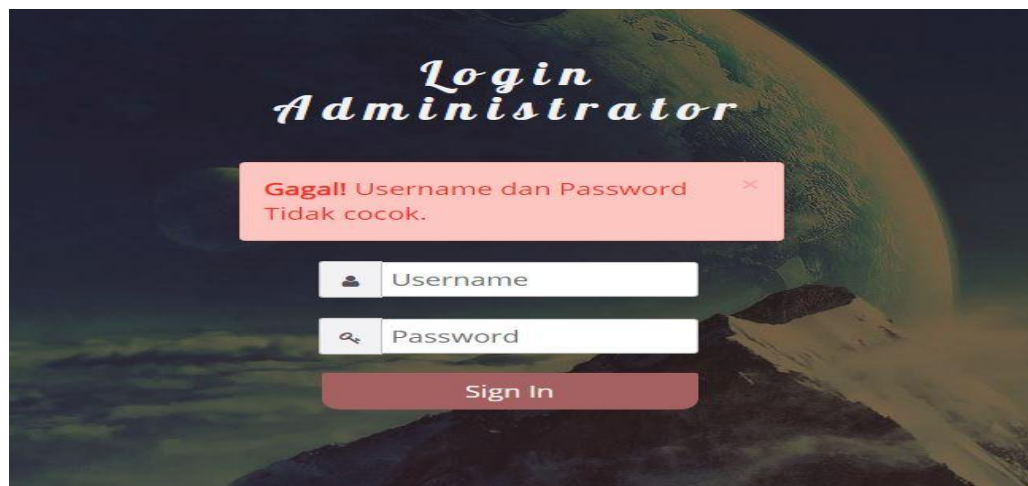 Login
Administrator
Gagal! Username dan Password
Tidak cocok.
×
Username
Password
Sign In